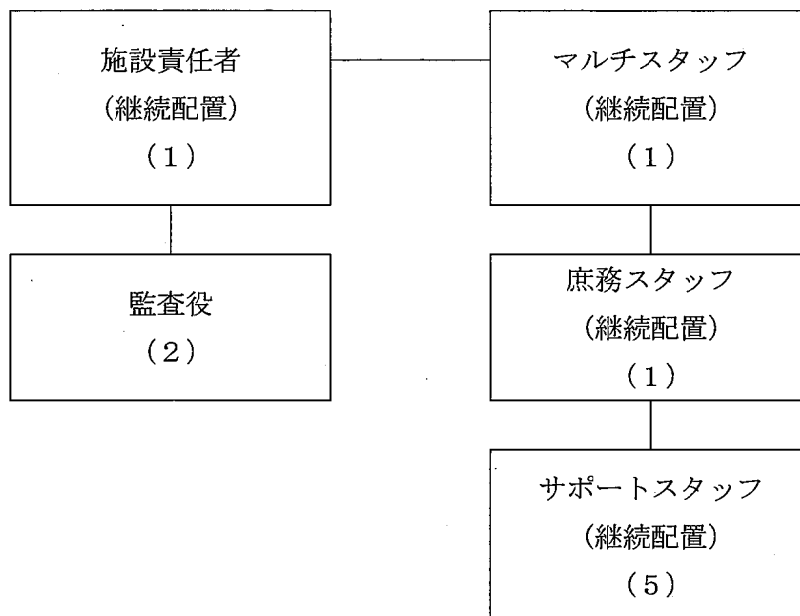 施設責任者
(継続配置)
(1)
マルチスタッフ
(継続配置)
(1)
監査役
(2)
庶務スタッフ
(継続配置)
(1)
サポートスタッフ
(継続配置)
(5)